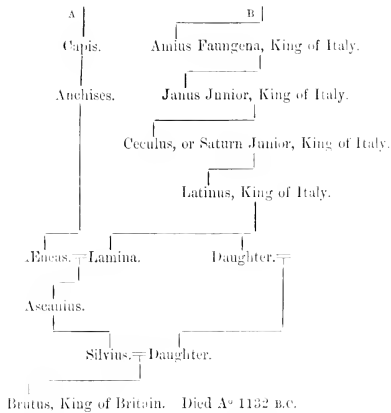 A B
Capis. Amius Faungena, King of Italy.
Janus Junior, King of Italy.
Anchises.
Ceculus, or Saturn Junior, King of Italy.
Latinus, King of Italy.
Æneas. Lamina. Daughter.
Ascanius.
Silvius. Daughter.
Brutus, King of Britain. Died Aº 1132 B.C.